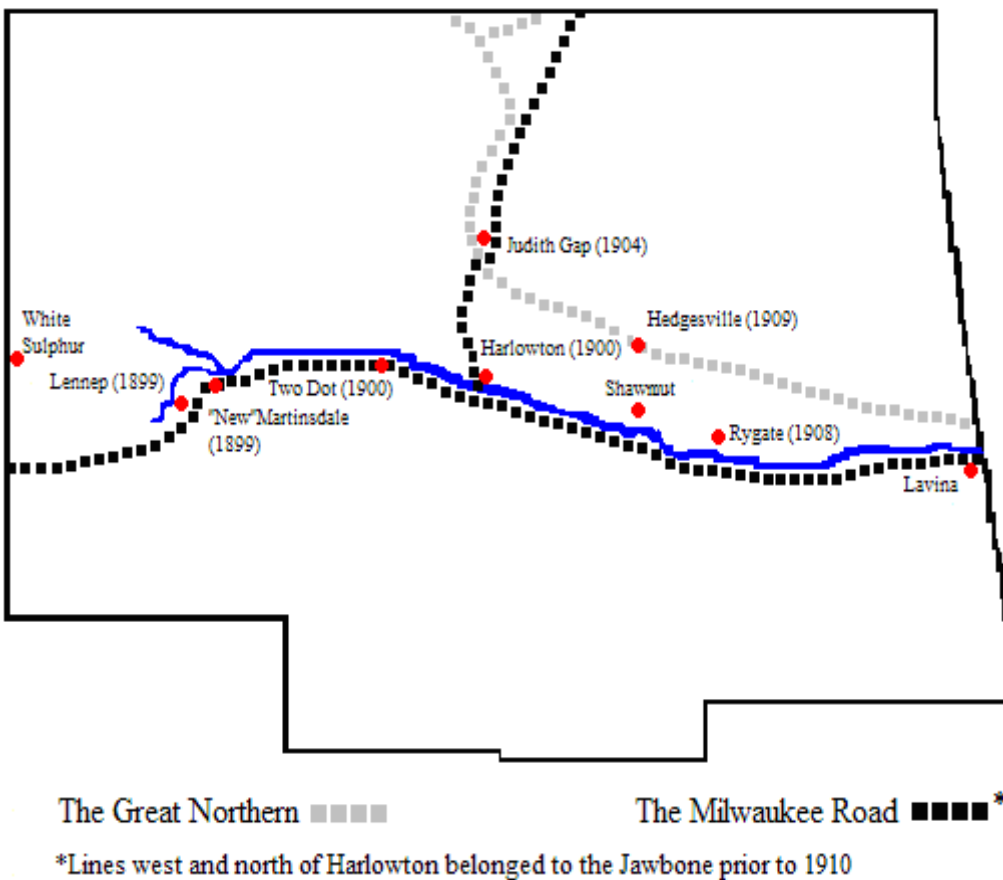 Judith Gap (1904)
White
Sulphur
Hedgesville (1909)
Harlowton (1900)
Lennep (1899)
Two Dot (1900)
Shawmut
"New"Martinsdale
(1899)
Rygate (1908)
Lavina
The Great Northern
The Milwaukee Road *
*Lines west and north of Harlowton belonged to the Jawbone prior to 1910